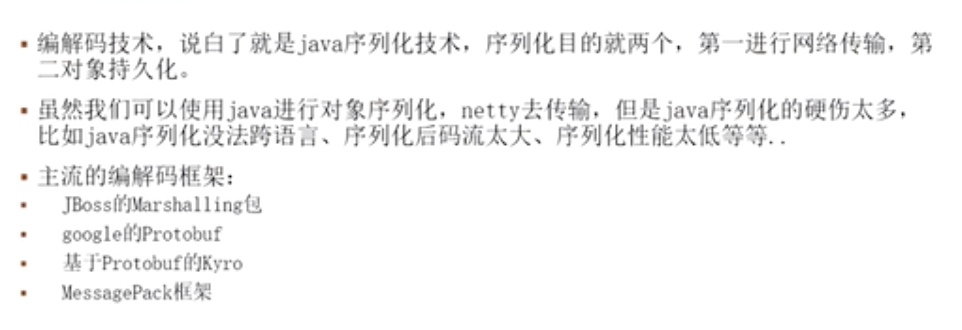 编解码技术，说白了就是java序列化技术，序列化目的就两个，第一进行网络传输，第
二对象持久化。
虽然我们可以使用java进行对象序列化，netty去传输，但是java序列化的硬伤太多，
比如java序列化没法跨语言、序列化后码流太大、序列化性能太低等等..
主流的编解码框架：
JBoss的Marshalling包
google的Protobuf
基于Protobuf的Kyro
MessagePack框架